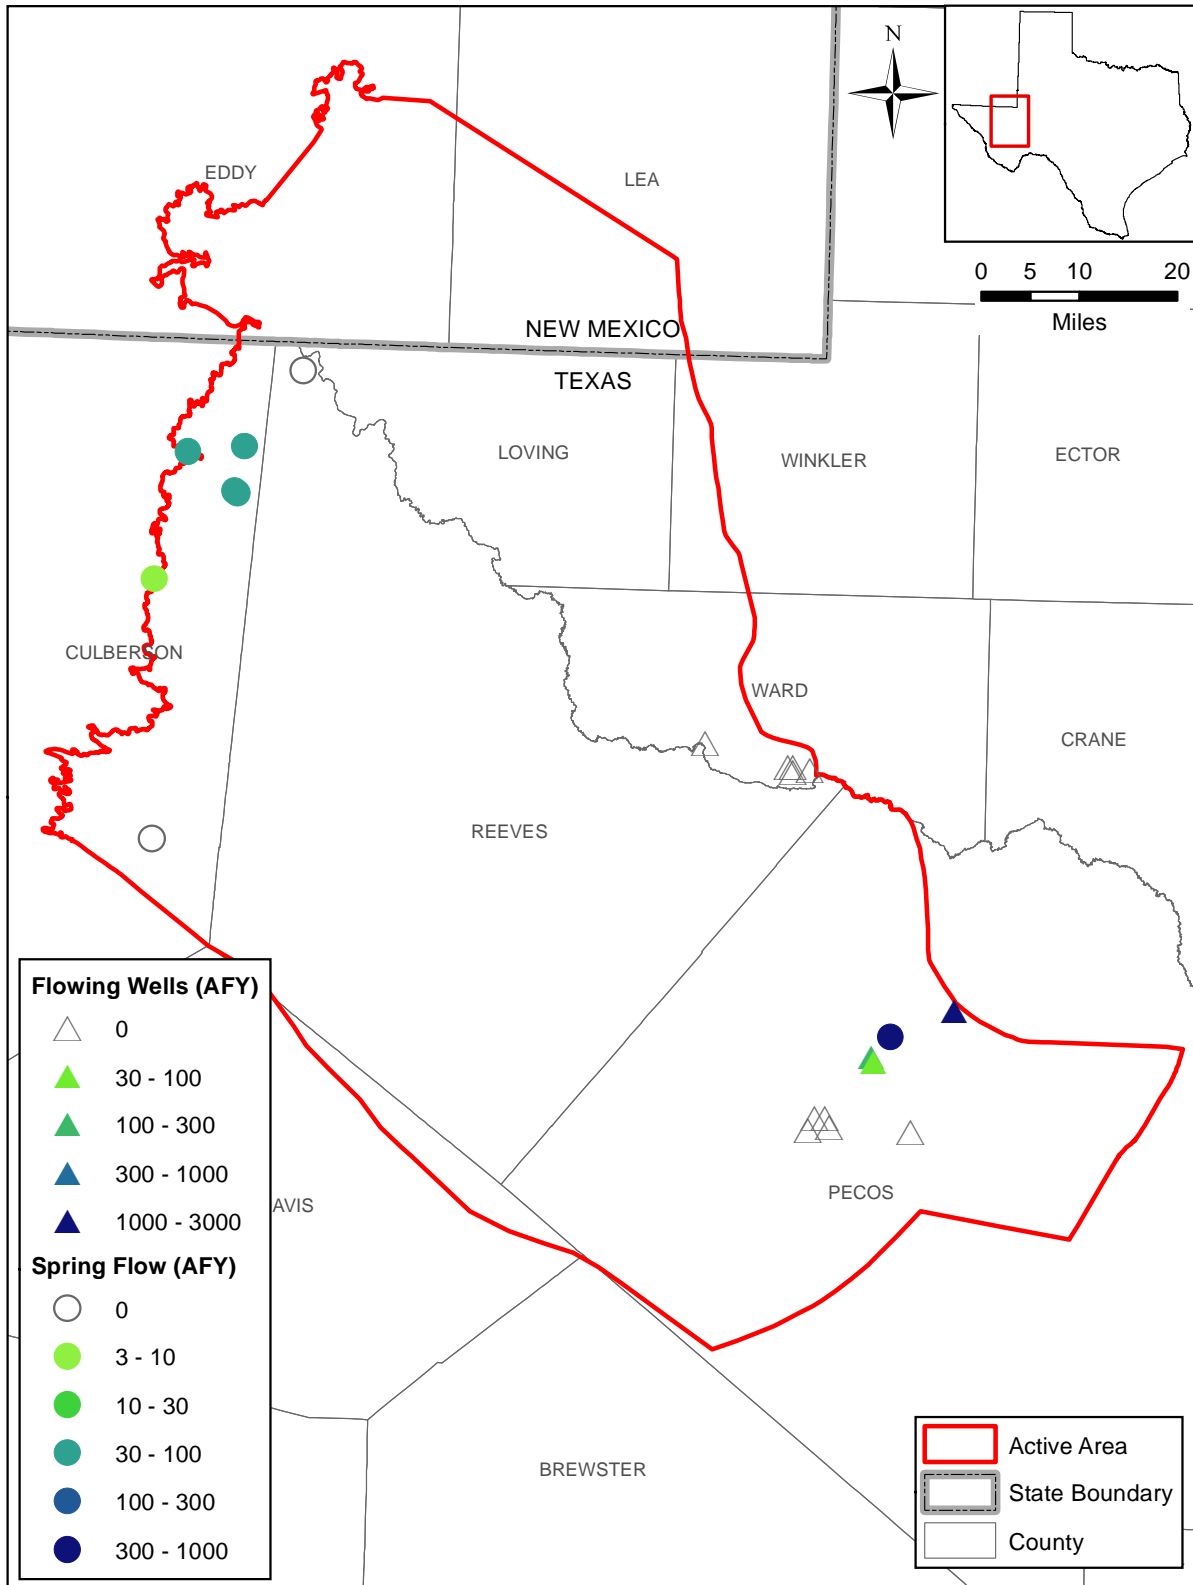 N
EDDY
LEA
0 5 10 20
Miles
NEW MEXICO
TEXAS
LOVING
WINKLER
ECTOR
CULBERSON
WARD
CRANE
REEVES
PECOS
AVIS
BREWSTER
Flowing Wells (AFY)
0
30 - 100
100 - 300
300 - 1000
1000 - 3000
Spring Flow (AFY)
0
3 - 10
10 - 30
30 - 100
100 - 300
300 - 1000
Active Area
State Boundary
County